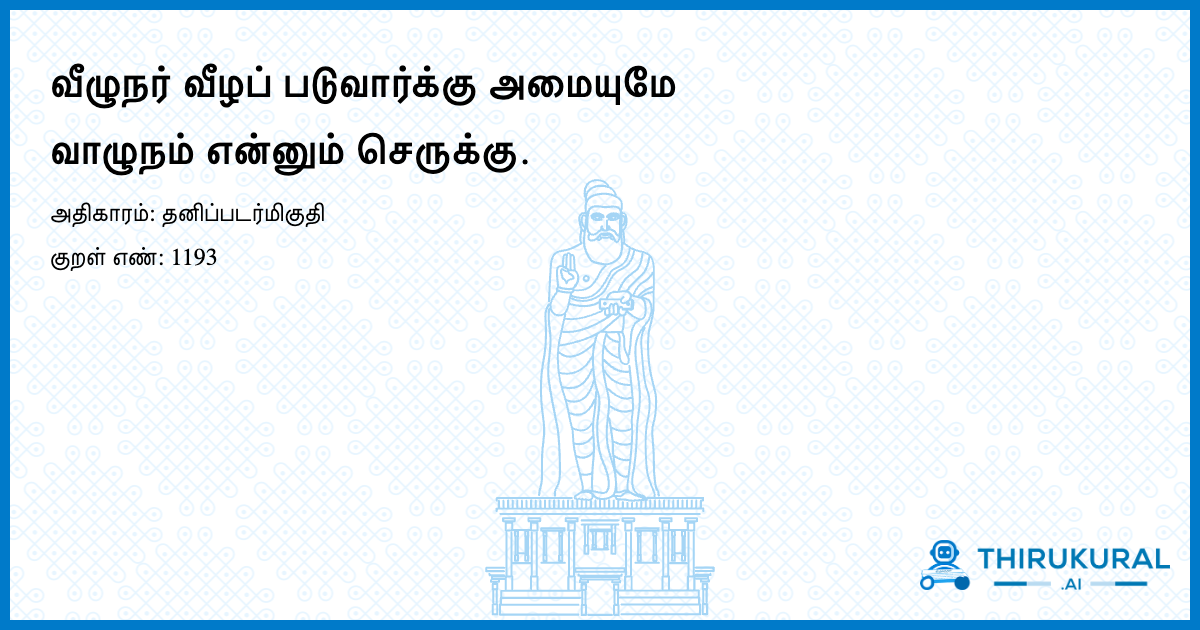 வீழுநர் வீழப் படுவார்க்கு அமையுமே
வாழுநம் என்னும் செருக்கு.
அதிகாரம்: தனிப்படர்மிகுதி
குறள் எண்: 1193
THIRUKURAL
.AI